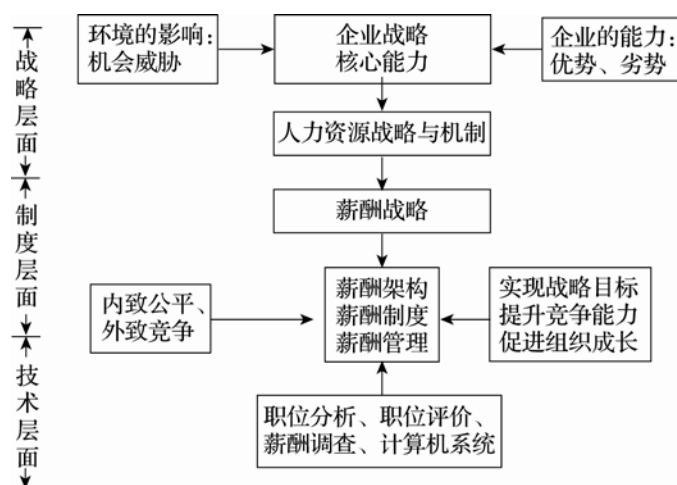 战略层面
制度层面
技术层面
环境的影响：
机会威胁
企业战略
核心能力
企业的能力：
优势、劣势
人力资源战略与机制
薪酬战略
内致公平、
外致竞争
薪酬架构
薪酬制度
薪酬管理
实现战略目标
提升竞争能力
促进组织成长
职位分析、职位评价、
薪酬调查、计算机系统